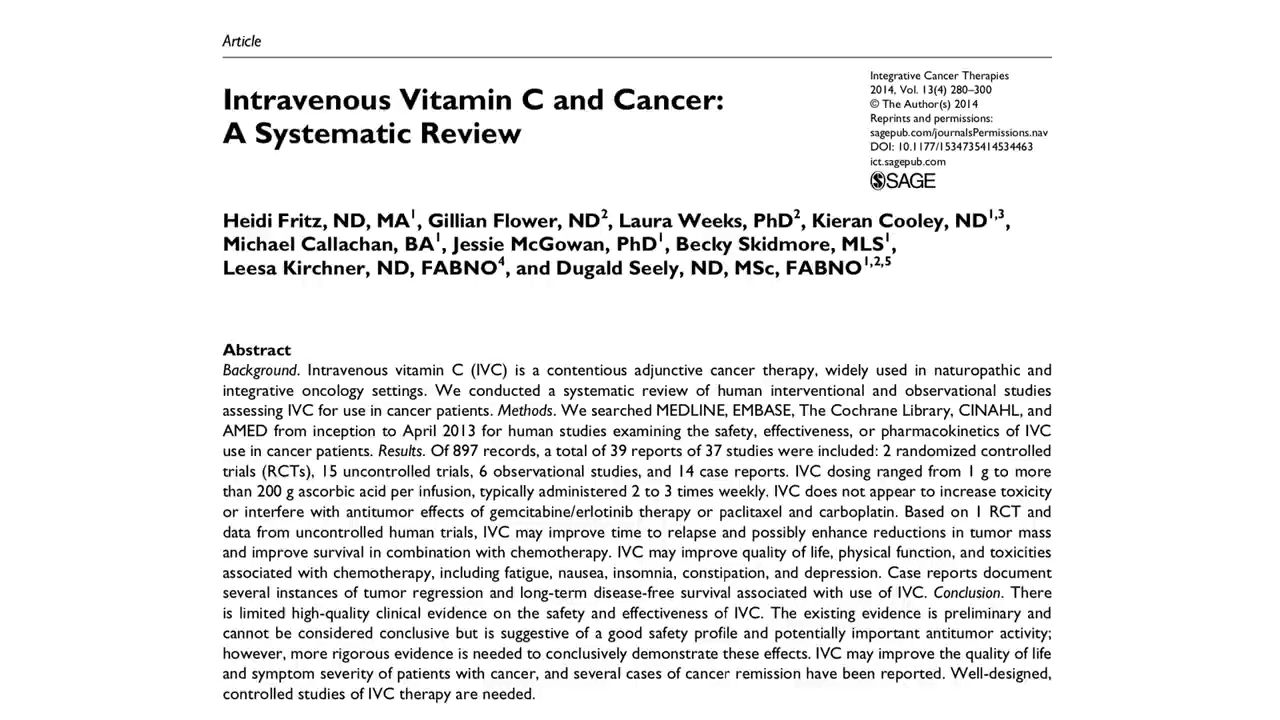 Article
Intravenous Vitamin C and Cancer:
A Systematic Review
Integrative Cancer Therapies
2014, Vol. 13(4) 280–300
© The Author(s) 2014
Reprints and permissions:
sagepub.com/journalsPermissions.nav
DOI: 10.1177/1534735414534463
ict.sagepub.com
SAGE
Heidi Fritz, ND, MA1, Gillian Flower, ND2, Laura Weeks, PhD2, Kieran Cooley, ND1,3,
Michael Callachan, BA1, Jessie McGowan, PhD1, Becky Skidmore, MLS1,
Leesa Kirchner, ND, FABNO4, and Dugald Seely, ND, MSc, FABNO1,2,5
Abstract
Background. Intravenous vitamin C (IVC) is a contentious adjunctive cancer therapy, widely used in naturopathic and
integrative oncology settings. We conducted a systematic review of human interventional and observational studies
assessing IVC for use in cancer patients. Methods. We searched MEDLINE, EMBASE, The Cochrane Library, CINAHL, and
AMED from inception to April 2013 for human studies examining the safety, effectiveness, or pharmacokinetics of IVC
use in cancer patients. Results. Of 897 records, a total of 39 reports of 37 studies were included: 2 randomized controlled
trials (RCTs), 15 uncontrolled trials, 6 observational studies, and 14 case reports. IVC dosing ranged from 1 g to more
than 200 g ascorbic acid per infusion, typically administered 2 to 3 times weekly. IVC does not appear to increase toxicity
or interfere with antitumor effects of gemcitabine/erlotinib therapy or paclitaxel and carboplatin. Based on 1 RCT and
data from uncontrolled human trials, IVC may improve time to relapse and possibly enhance reductions in tumor mass
and improve survival in combination with chemotherapy. IVC may improve quality of life, physical function, and toxicities
associated with chemotherapy, including fatigue, nausea, insomnia, constipation, and depression. Case reports document
several instances of tumor regression and long-term disease-free survival associated with use of IVC. Conclusion. There
is limited high-quality clinical evidence on the safety and effectiveness of IVC. The existing evidence is preliminary and
cannot be considered conclusive but is suggestive of a good safety profile and potentially important antitumor activity;
however, more rigorous evidence is needed to conclusively demonstrate these effects. IVC may improve the quality of life
and symptom severity of patients with cancer, and several cases of cancer remission have been reported. Well-designed,
controlled studies of IVC therapy are needed.